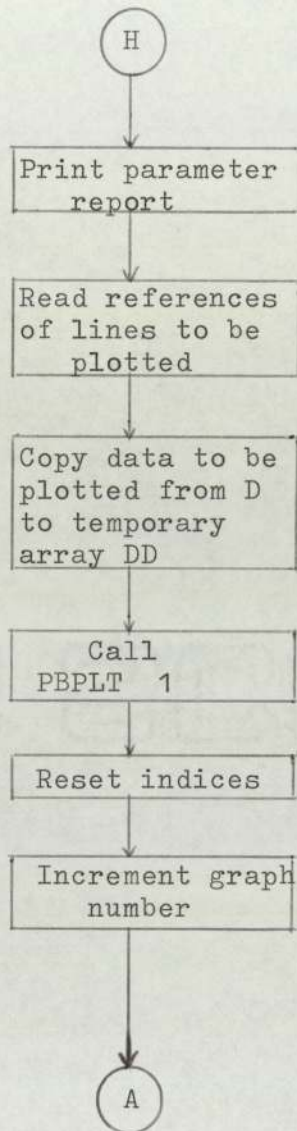 H
Print parameter
report
Read references
of lines to be
plotted
Copy data to be
plotted from D
to temporary
array DD
Call
PBPLT 1
Reset indices
Increment graph
number
A